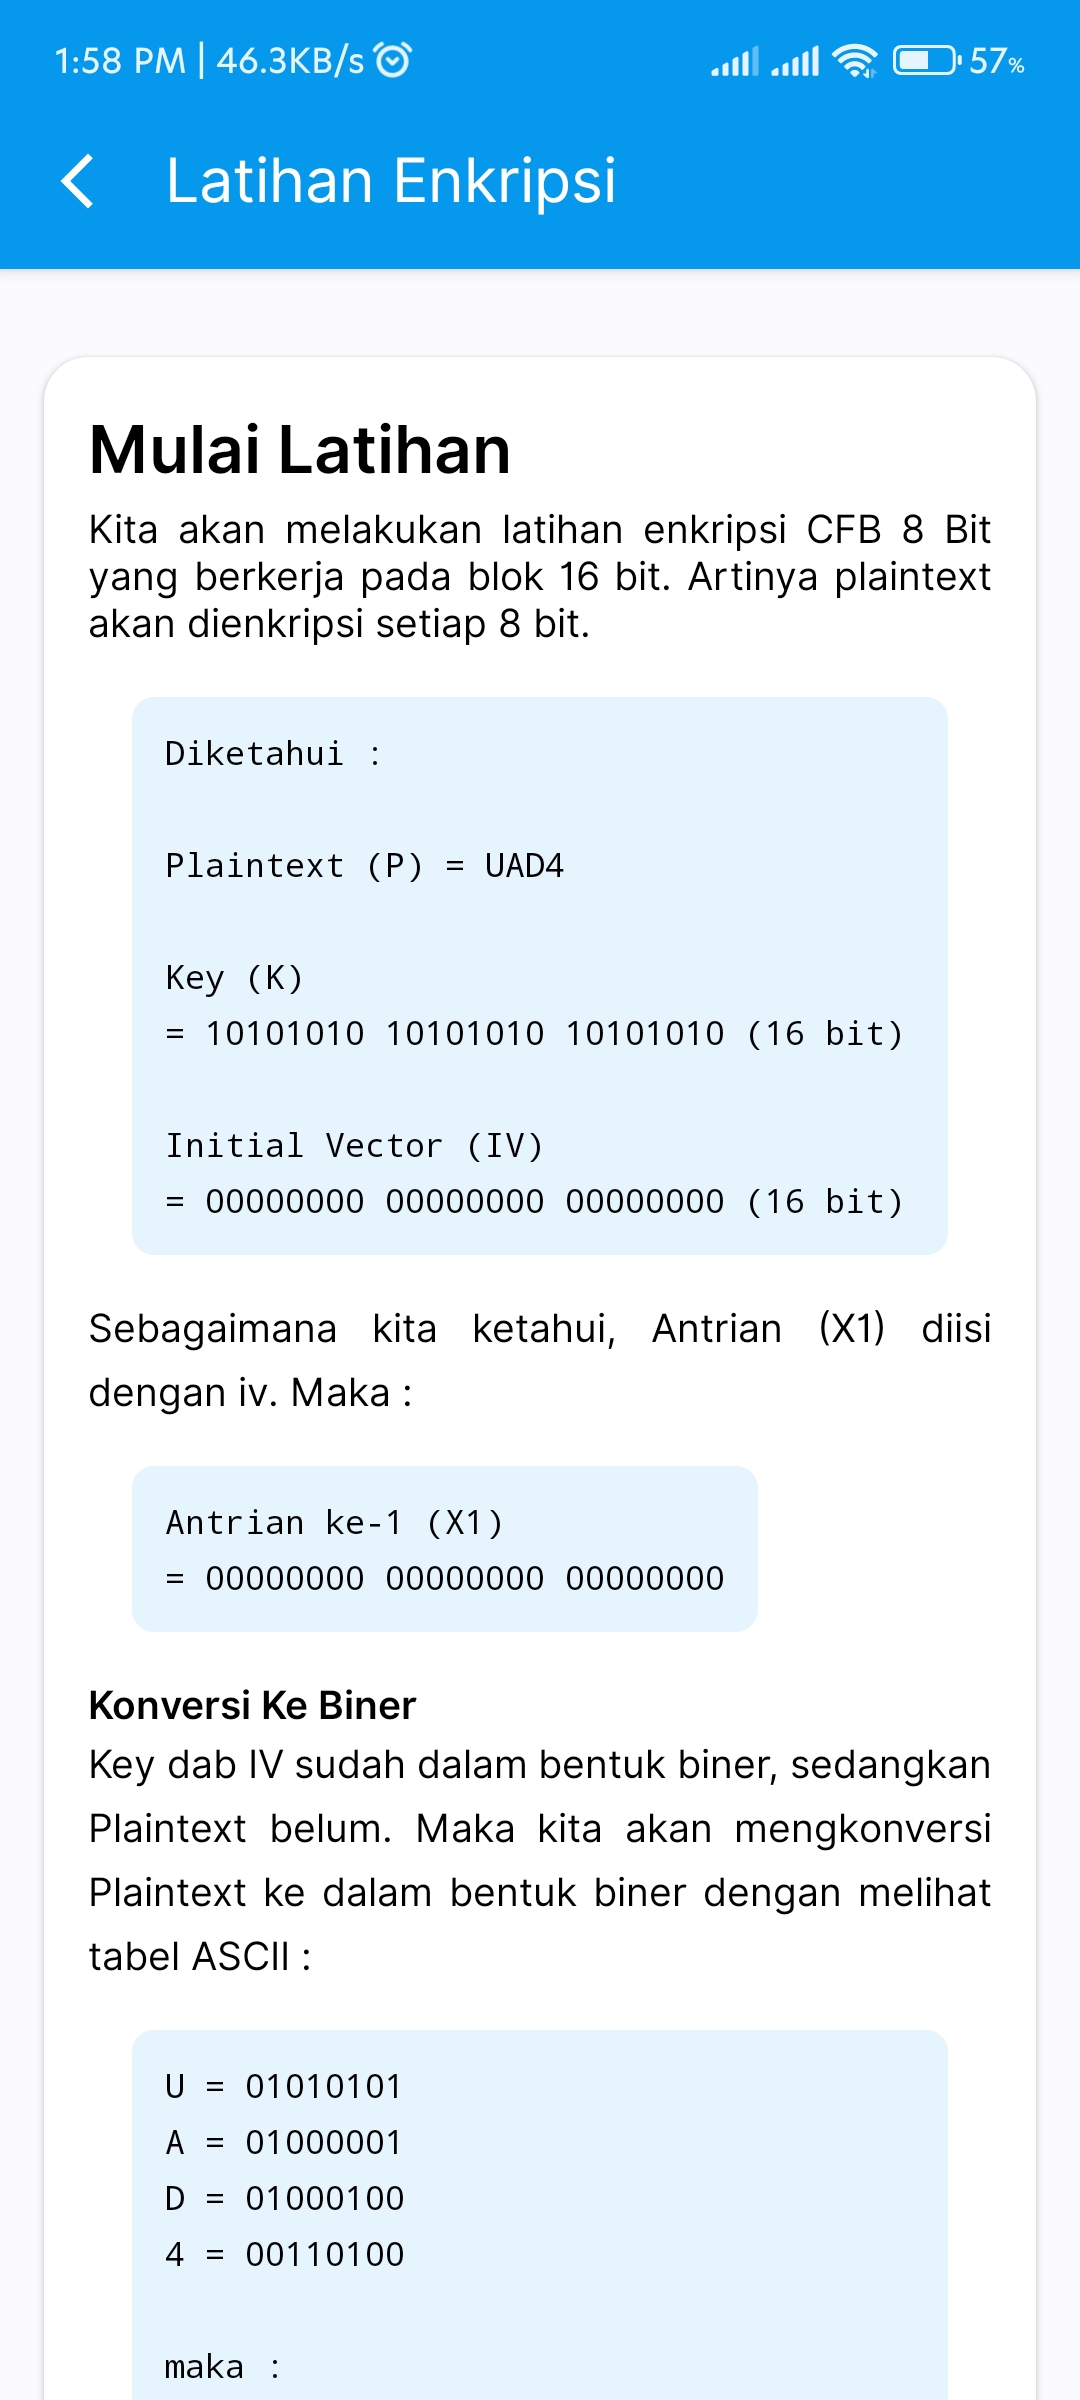 1:58 PM | 46.3KB/s 57%
Latihan Enkripsi
Mulai Latihan
Kita akan melakukan latihan enkripsi CFB 8 Bit
yang berkerja pada blok 16 bit. Artinya plaintext
akan dienkripsi setiap 8 bit.
Diketahui :
Plaintext (P) = UAD4
Key (K)
= 10101010 10101010 10101010 (16 bit)
Initial Vector (IV)
= 00000000 00000000 00000000 (16 bit)
Sebagaimana kita ketahui, Antrian (X1) diisi
dengan iv. Maka :
Antrian ke-1 (X1)
= 00000000 00000000 00000000
Konversi Ke Biner
Key dab IV sudah dalam bentuk biner, sedangkan
Plaintext belum. Maka kita akan mengkonversi
Plaintext ke dalam bentuk biner dengan melihat
tabel ASCII :
U = 01010101
A = 01000001
D = 01000100
4 = 00110100
maka :